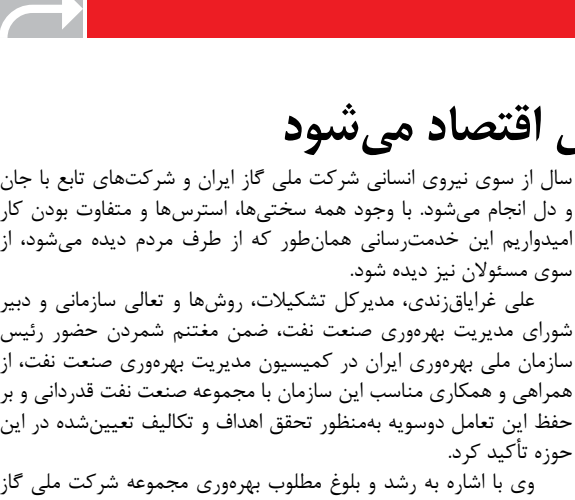 اقتصاد می‌شود
سال از سوی نیروی انسانی شرکت ملی گاز ایران و شرکت‌های تابع با جان
و دل انجام می‌شود. با وجود همه سختی‌ها، استرس‌ها و متفاوت بودن کار
امیدواریم این خدمت‌رسانی همان‌طور که از طرف مردم دیده می‌شود، از
سوی مسئولان نیز دیده شود.
علی غرایاق‌زندی، مدیرکل تشکیلات، روش‌ها و تعالی سازمانی و دبیر
شورای مدیریت بهره‌وری صنعت نفت، ضمن مغتنم شمردن حضور رئیس
سازمان ملی بهره‌وری ایران در کمیسیون مدیریت بهره‌وری صنعت نفت، از
همراهی و همکاری مناسب این سازمان با مجموعه صنعت نفت قدردانی و بر
حفظ این تعامل دوسویه به‌منظور تحقق اهداف و تکالیف تعیین‌شده در این
حوزه تأکید کرد.
وی با اشاره به رشد و بلوغ مطلوب بهره‌وری مجموعه شرکت ملی گاز